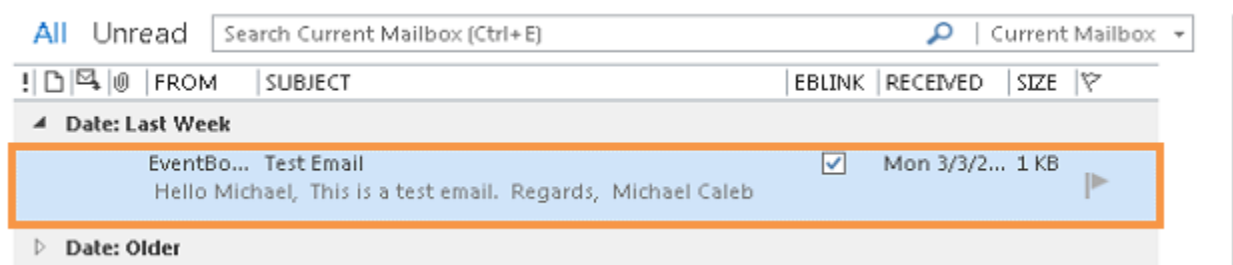 All Unread Search Current Mailbox (Ctrl+E) Current Mailbox
! FROM SUBJECT EBLINK RECEIVED SIZE
Date: Last Week
EventBo... Test Email Mon 3/3/2... 1 KB
Hello Michael, This is a test email. Regards, Michael Caleb
Date: Older